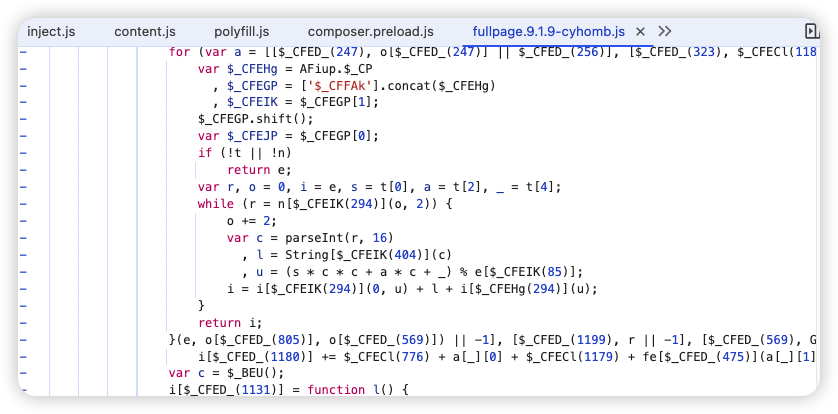 inject.js content.js polyfill.js composer.preload.js fullpage.9.1.9-cyhomb.js × >>
for (var a = [[$_CFED_(247), o[$_CFED_(247)] || $_CFED_(256)], [$_CFED_(323), $_CFECl(118
var $_CFEHg = AFiup.$_CP
, $_CFEGP = ['$_CFFAk'].concat($_CFEHg)
, $_CFEIK = $_CFEGP[1];
$_CFEGP.shift();
var $_CFEJP = $_CFEGP[0];
if (!t || !n)
return e;
var r, o = 0, i = e, s = t[0], a = t[2], _ = t[4];
while (r = n[$_CFEIK(294)](o, 2)) {
o += 2;
var c = parseInt(r, 16)
, l = String[$_CFEIK(404)](c)
, u = (s * c * c + a * c + _) % e[$_CFEIK(85)];
i = i[$_CFEIK(294)](0, u) + l + i[$_CFEHg(294)](u);
}
return i;
}(e, o[$_CFED_(805)], o[$_CFED_(569)]) || -1], [$_CFED_(1199), r || -1], [$_CFED_(569), G
i[$_CFED_(1180)] += $_CFECl(776) + a[_][0] + $_CFECl(1179) + fe[$_CFED_(475)](a[_][1]
var c = $_BEU();
i[$_CFED_(1131)] = function l() {